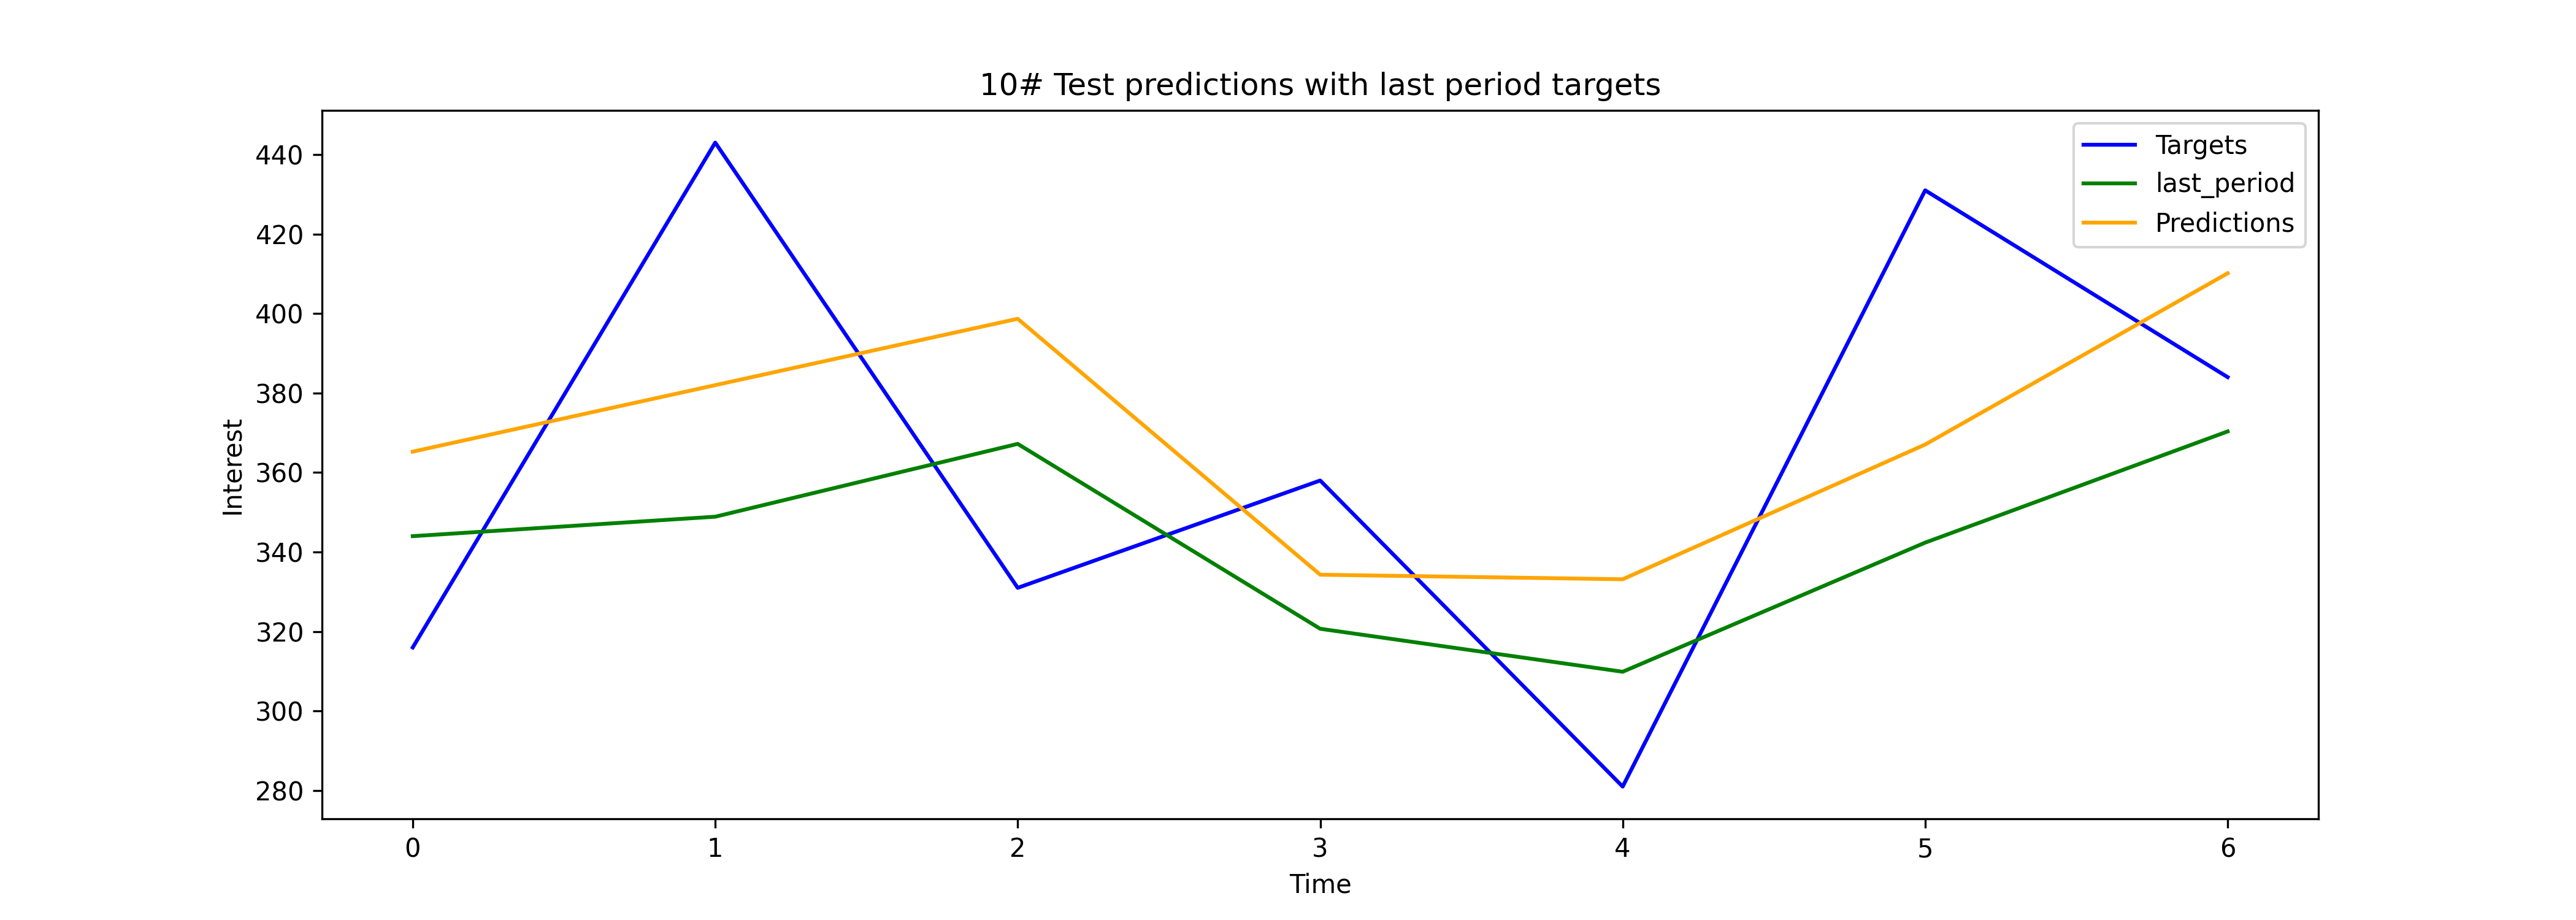 10# Test predictions with last period targets
Targets
last_period
Predictions
Interest
440
420
400
380
360
340
320
300
280
0 1 2 3 4 5 6
Time